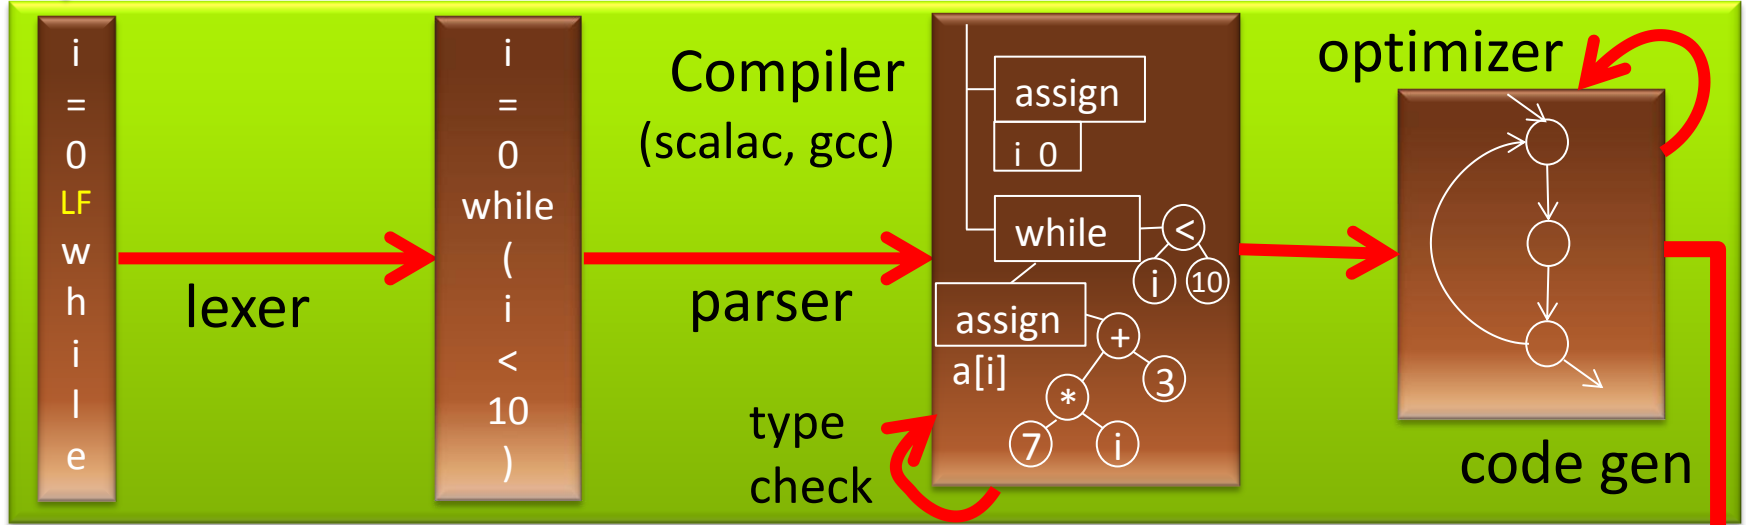 i
=
0
LF
w
h
i
l
e
lexer
i
=
0
while
(
i
<
10
)
Compiler
(scalac, gcc)
parser
assign
i 0
while
<
i
10
assign
a[i]
+
3
*
7
i
type
check
optimizer
code gen